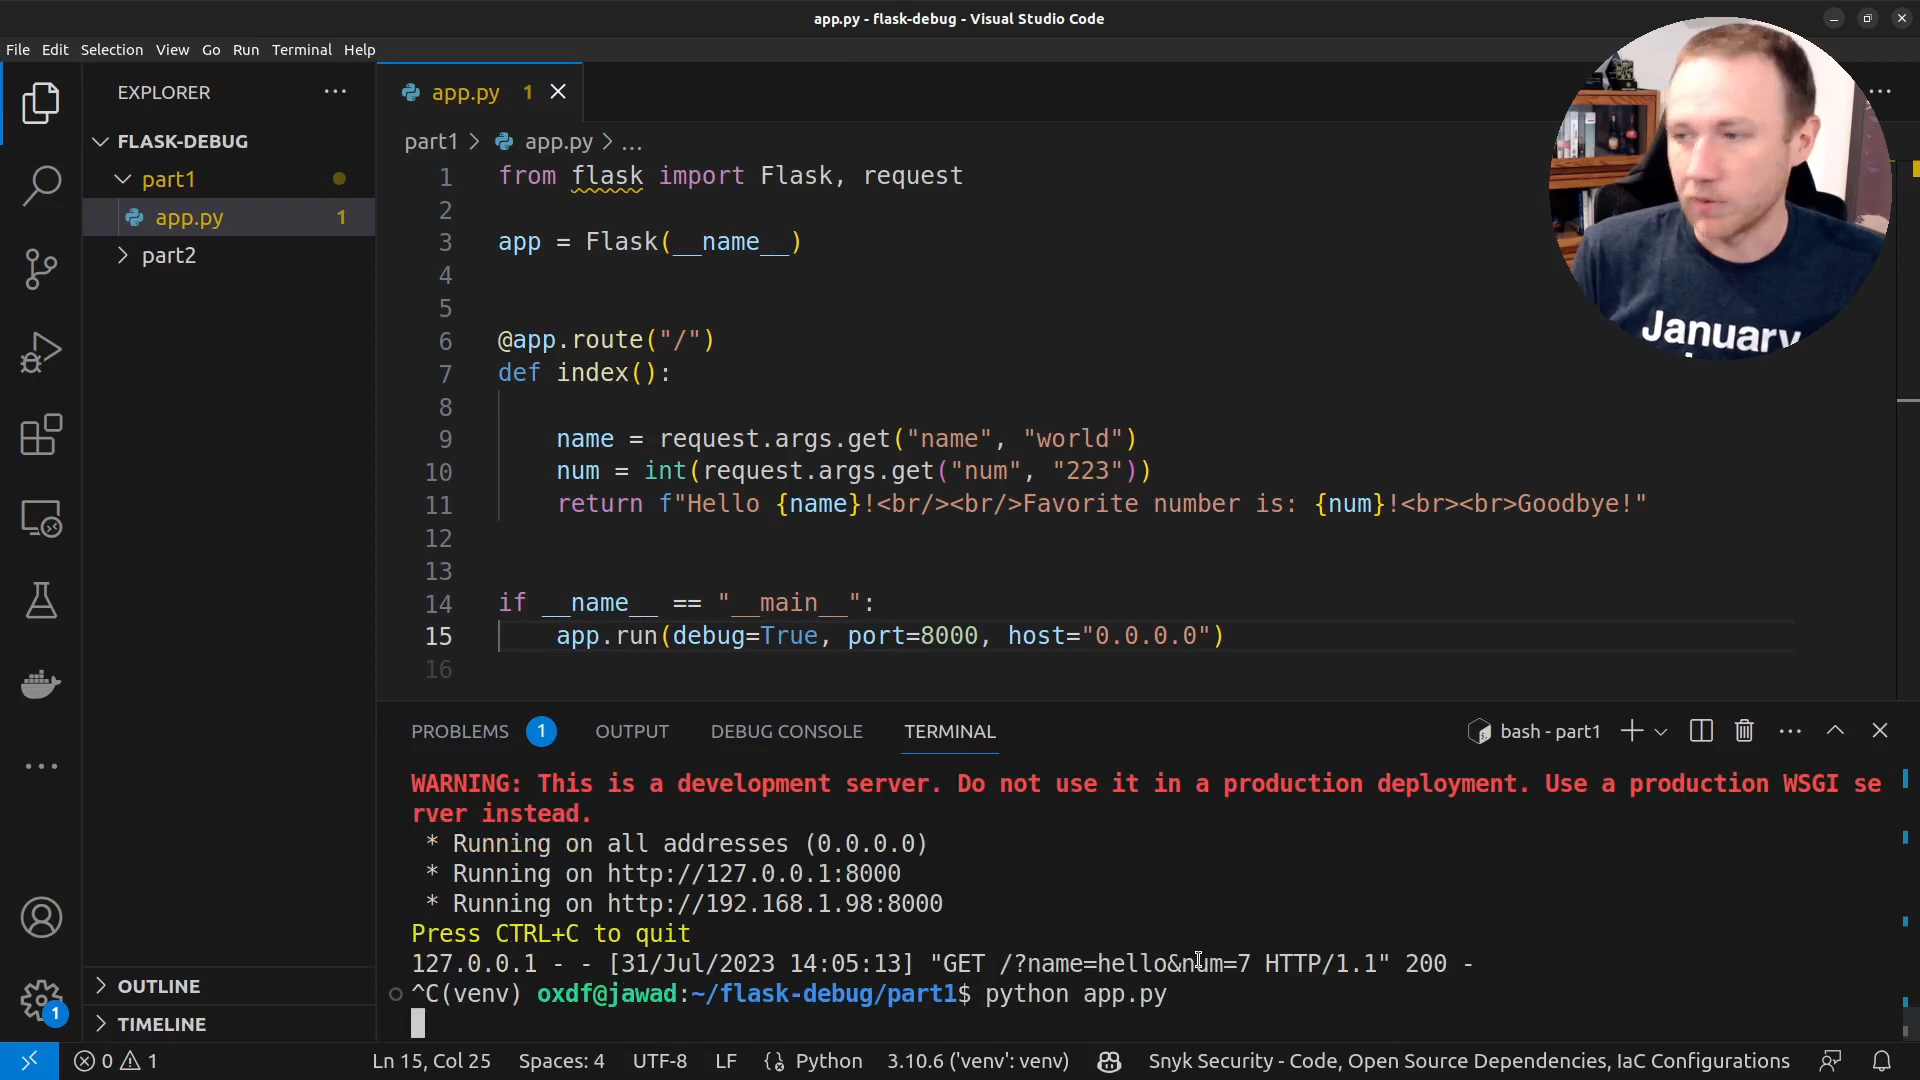 app.py - flask-debug - Visual Studio Code
File Edit Selection View Go Run Terminal Help
EXPLORER
FLASK-DEBUG
part1
app.py 1
part2
OUTLINE
TIMELINE
app.py 1
part1 > app.py > ...
1 from flask import Flask, request
2
3 app = Flask(__name__)
4
5
6 @app.route("/")
7 def index():
8
9 name = request.args.get("name", "world")
10 num = int(request.args.get("num", "223"))
11 return f"Hello {name}!<br/><br/>Favorite number is: {num}!<br><br>Goodbye!"
12
13
14 if __name__ == "__main__":
15 app.run(debug=True, port=8000, host="0.0.0.0")
16
January
PROBLEMS 1 OUTPUT DEBUG CONSOLE TERMINAL bash - part1
WARNING: This is a development server. Do not use it in a production deployment. Use a production WSGI se
rver instead.
* Running on all addresses (0.0.0.0)
* Running on http://127.0.0.1:8000
* Running on http://192.168.1.98:8000
Press CTRL+C to quit
127.0.0.1 - - [31/Jul/2023 14:05:13] "GET /?name=hello&num=7 HTTP/1.1" 200 -
^C(venv) oxdf@jawad:~/flask-debug/part1$ python app.py
1
0 1 Ln 15, Col 25 Spaces: 4 UTF-8 LF Python 3.10.6 ('venv': venv) Snyk Security - Code, Open Source Dependencies, IaC Configurations